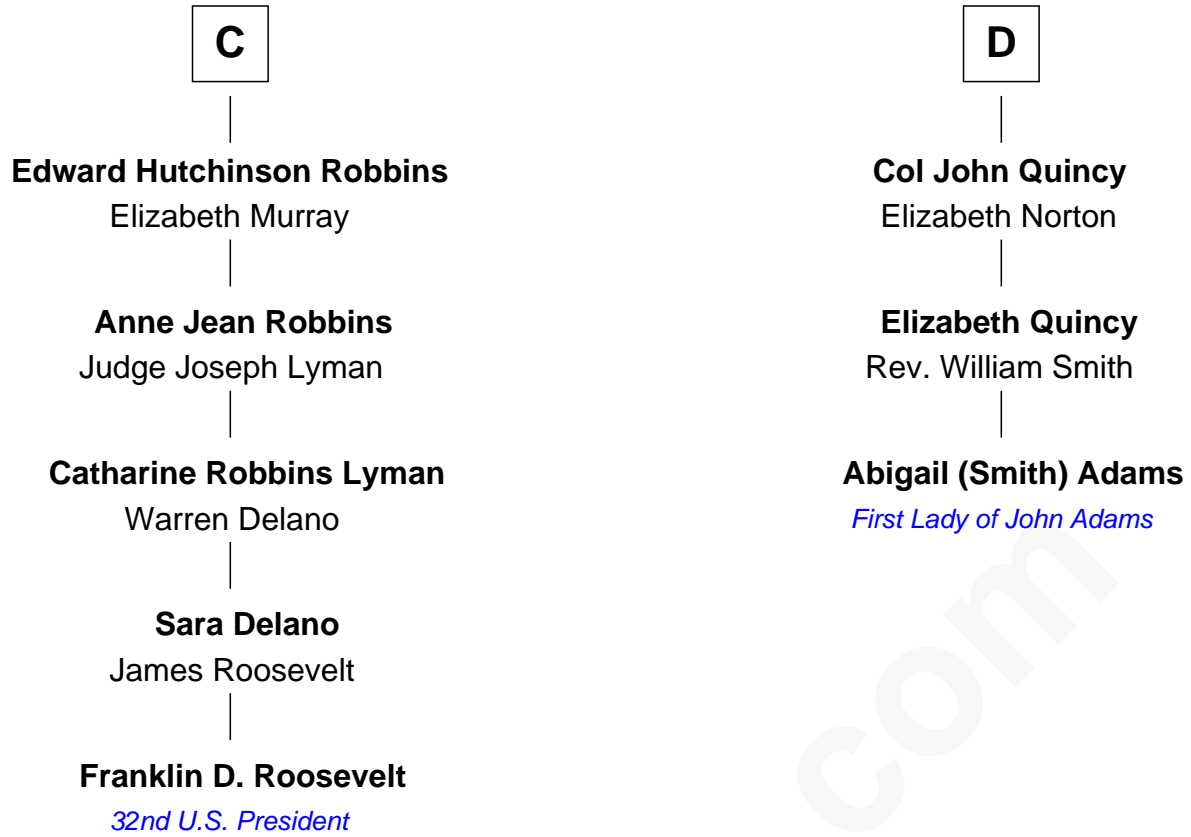 C
Edward Hutchinson Robbins
Elizabeth Murray
Anne Jean Robbins
Judge Joseph Lyman
Catharine Robbins Lyman
Warren Delano
Sara Delano
James Roosevelt
Franklin D. Roosevelt
32nd U.S. President
D
Col John Quincy
Elizabeth Norton
Elizabeth Quincy
Rev. William Smith
Abigail (Smith) Adams
First Lady of John Adams
com